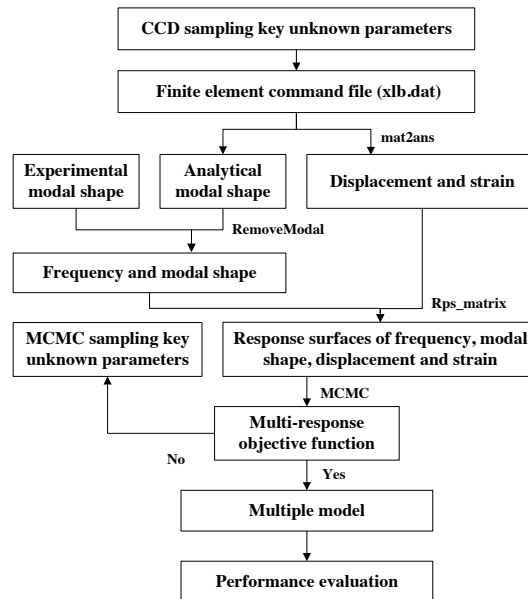 CCD sampling key unknown parameters
Finite element command file (xlb.dat)
mat2ans
Experimental
modal shape
Analytical
modal shape
Displacement and strain
RemoveModal
Frequency and modal shape
Rps_matrix
MCMC sampling key
unknown parameters
Response surfaces of frequency, modal
shape, displacement and strain
MCMC
Multi-response
objective function
No
Yes
Multiple model
Performance evaluation